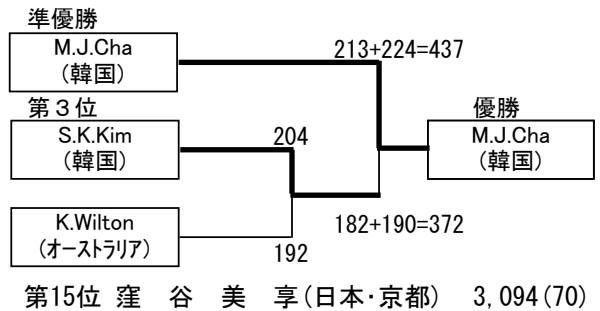 準優勝
M.J.Cha
(韓国)
213+224=437
第3位
優勝
S.K.Kim
(韓国)
204
M.J.Cha
(韓国)
K.Wilton
(オーストラリア)
192
182+190=372
第15位 窪 谷 美 享(日本・京都) 3,094(70)